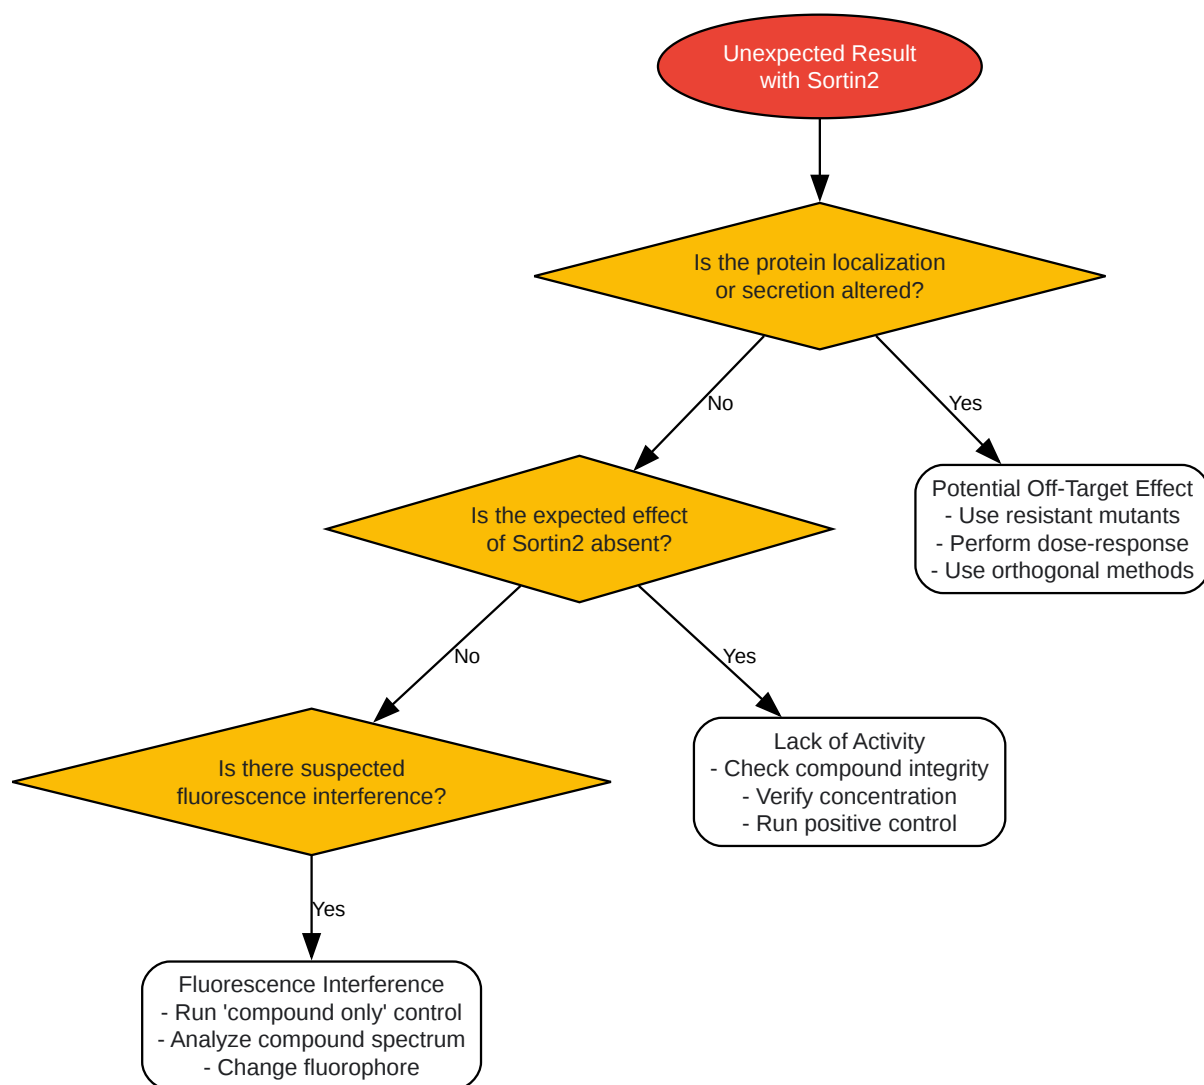 Unexpected Result
with Sortin2
Is the protein localization
or secretion altered?
No
Yes
Is the expected effect
of Sortin2 absent?
Potential Off-Target Effect
- Use resistant mutants
- Perform dose-response
- Use orthogonal methods
No
Yes
Is there suspected
fluorescence interference?
Lack of Activity
- Check compound integrity
- Verify concentration
- Run positive control
Yes
Fluorescence Interference
- Run 'compound only' control
- Analyze compound spectrum
- Change fluorophore